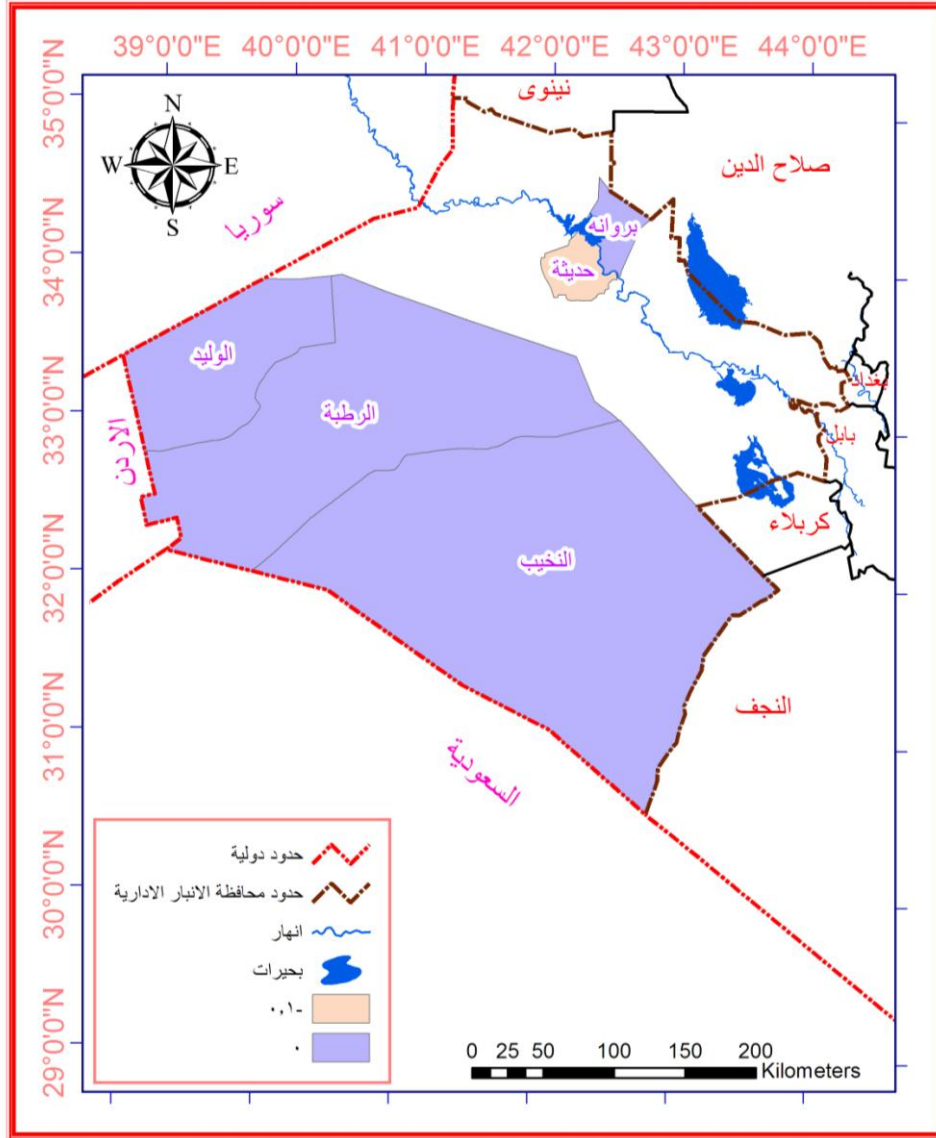 39°0'0"E 40°0'0"E 41°0'0"E 42°0'0"E 43°0'0"E 44°0'0"E
35°0'0"N
34°0'0"N
33°0'0"N
32°0'0"N
31°0'0"N
30°0'0"N
29°0'0"N
N
W E
S
نينوى
صلاح الدين
سوريا
بروانه
حديثة
الوليد
الرطبة
بغداد
بابل
الاردن
كربلاء
النخيب
النجف
السعودية
حدود دولية
حدود محافظة الانبار الادارية
انهار
بحيرات
-٠,١
٠
0 25 50 100 150 200
Kilometers